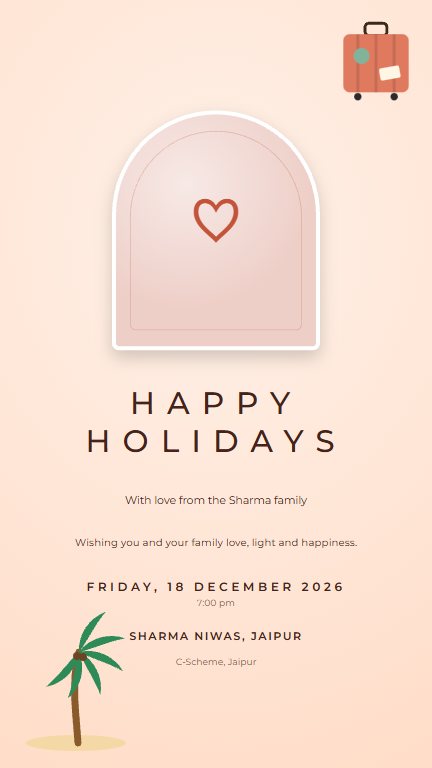 HAPPY
HOLIDAYS
With love from the Sharma family
Wishing you and your family love, light and happiness.
FRIDAY, 18 DECEMBER 2026
7:00 pm
SHARMA NIWAS, JAIPUR
C-Scheme, Jaipur